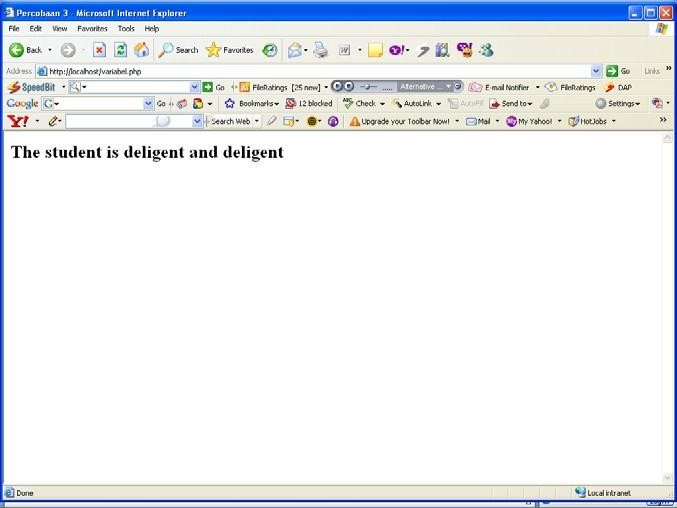 Percobaan 3 - Microsoft Internet Explorer
File Edit View Favorites Tools Help
Back Search Favorites W Y!
Address http://localhost/variabel.php Go Links »
SpeedBit Go FileRatings [25 new] Alternative ... E-mail Notifier FileRatings DAP
Google G Go Bookmarks 12 blocked Check AutoLink AutoFill Send to Settings
Y! Search Web Upgrade your Toolbar Now! Mail My Yahoo! HotJobs »
The student is deligent and deligent
Done Local intranet